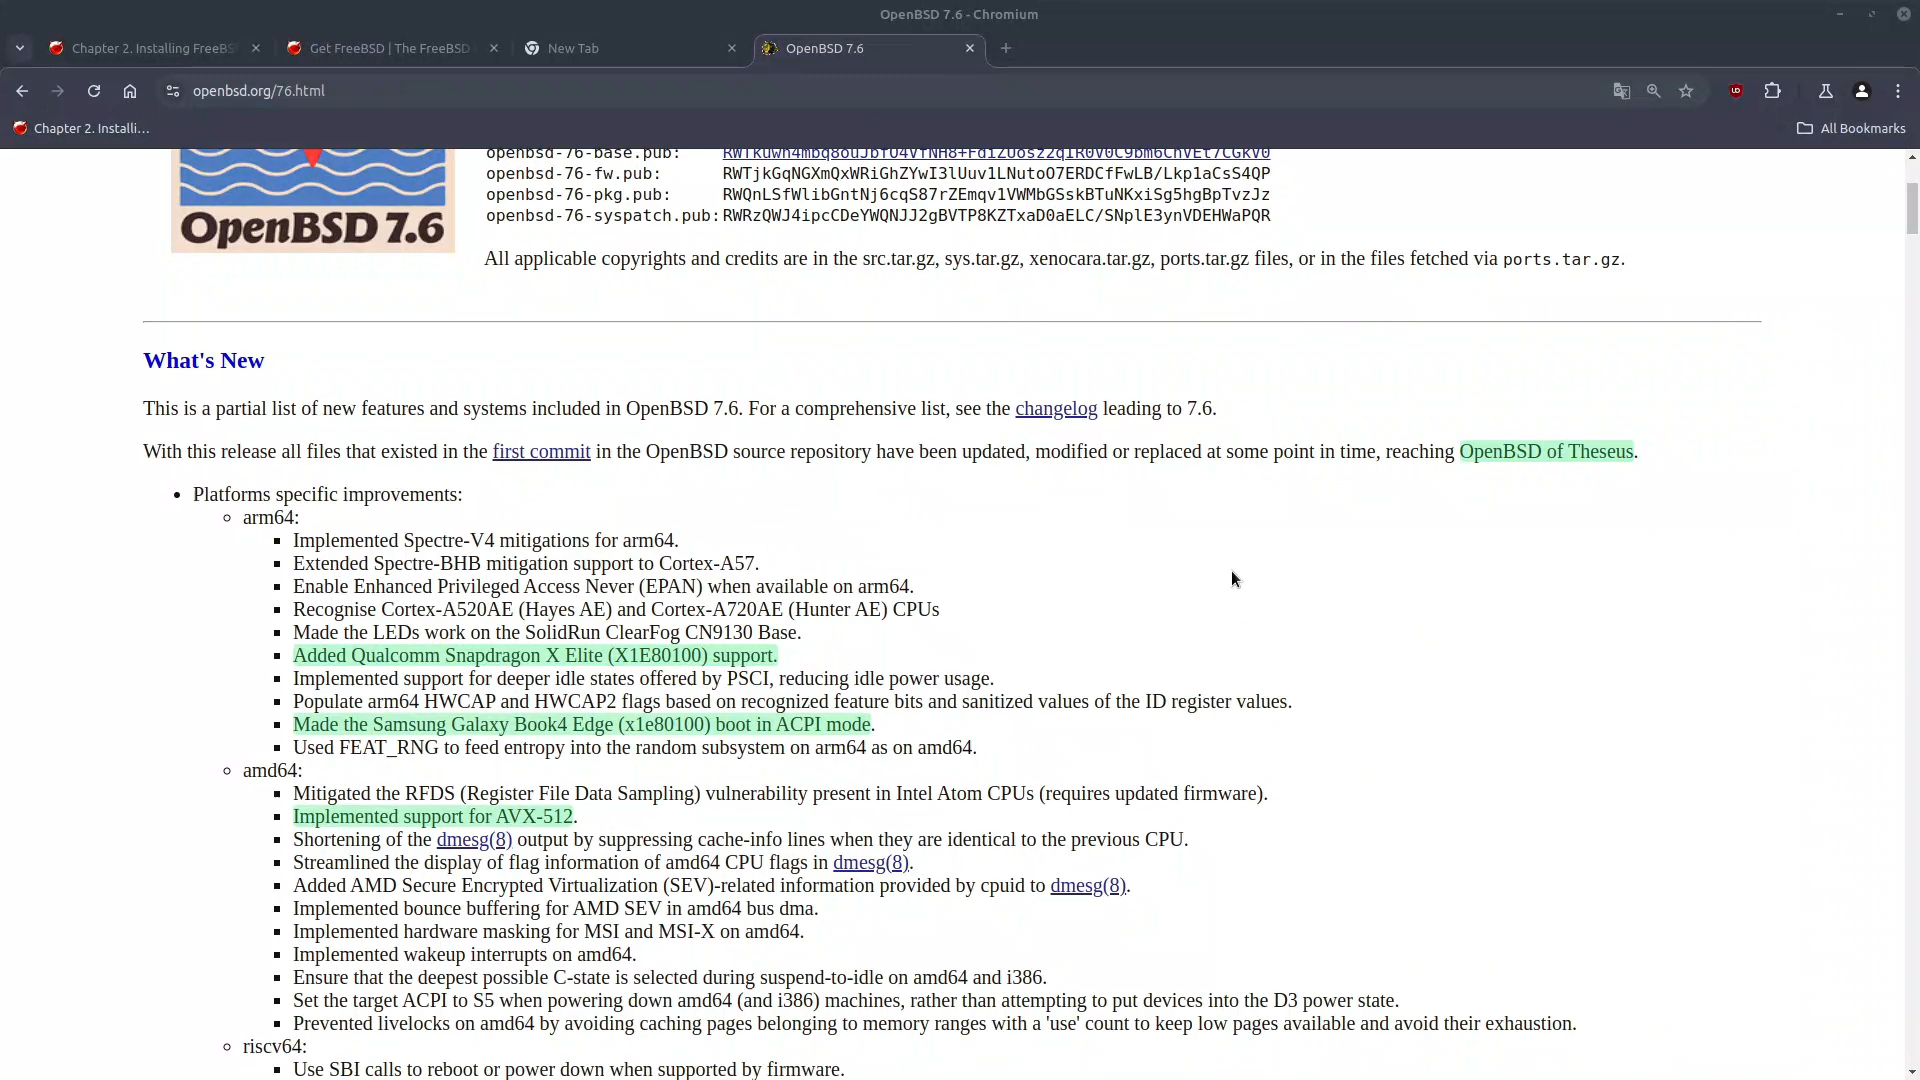 OpenBSD 7.6 - Chromium
Chapter 2. Installing FreeBS
Get FreeBSD | The FreeBSD
New Tab
OpenBSD 7.6
openbsd.org/76.html
Chapter 2. Installi…
All Bookmarks
openbsd-76-base.pub:
openbsd-76-fw.pub: RWTjkGqNGXmQxWRiGhZYwI3lUuv1LNutoO7ERDCfFwLB/Lkp1aCsS4QP
openbsd-76-pkg.pub: RWQnLSfWlibGntNj6cqS87rZEmqv1VWMbGSskBTuNKxiSg5hgBpTvzJz
openbsd-76-syspatch.pub: RWRzQWJ4ipcCDeYWQNJJ2gBVTP8KZTxaD0aELC/SNplE3ynVDEHWaPQR
OpenBSD 7.6
All applicable copyrights and credits are in the src.tar.gz, sys.tar.gz, xenocara.tar.gz, ports.tar.gz files, or in the files fetched via ports.tar.gz.
What's New
This is a partial list of new features and systems included in OpenBSD 7.6. For a comprehensive list, see the changelog leading to 7.6.
With this release all files that existed in the first commit in the OpenBSD source repository have been updated, modified or replaced at some point in time, reaching OpenBSD of Theseus.
• Platforms specific improvements:
◦ arm64:
▪ Implemented Spectre-V4 mitigations for arm64.
▪ Extended Spectre-BHB mitigation support to Cortex-A57.
▪ Enable Enhanced Privileged Access Never (EPAN) when available on arm64.
▪ Recognise Cortex-A520AE (Hayes AE) and Cortex-A720AE (Hunter AE) CPUs
▪ Made the LEDs work on the SolidRun ClearFog CN9130 Base.
▪ Added Qualcomm Snapdragon X Elite (X1E80100) support.
▪ Implemented support for deeper idle states offered by PSCI, reducing idle power usage.
▪ Populate arm64 HWCAP and HWCAP2 flags based on recognized feature bits and sanitized values of the ID register values.
▪ Made the Samsung Galaxy Book4 Edge (x1e80100) boot in ACPI mode.
▪ Used FEAT_RNG to feed entropy into the random subsystem on arm64 as on amd64.
◦ amd64:
▪ Mitigated the RFDS (Register File Data Sampling) vulnerability present in Intel Atom CPUs (requires updated firmware).
▪ Implemented support for AVX-512.
▪ Shortening of the dmesg(8) output by suppressing cache-info lines when they are identical to the previous CPU.
▪ Streamlined the display of flag information of amd64 CPU flags in dmesg(8).
▪ Added AMD Secure Encrypted Virtualization (SEV)-related information provided by cpuid to dmesg(8).
▪ Implemented bounce buffering for AMD SEV in amd64 bus dma.
▪ Implemented hardware masking for MSI and MSI-X on amd64.
▪ Implemented wakeup interrupts on amd64.
▪ Ensure that the deepest possible C-state is selected during suspend-to-idle on amd64 and i386.
▪ Set the target ACPI to S5 when powering down amd64 (and i386) machines, rather than attempting to put devices into the D3 power state.
▪ Prevented livelocks on amd64 by avoiding caching pages belonging to memory ranges with a 'use' count to keep low pages available and avoid their exhaustion.
◦ riscv64:
▪ Use SBI calls to reboot or power down when supported by firmware.